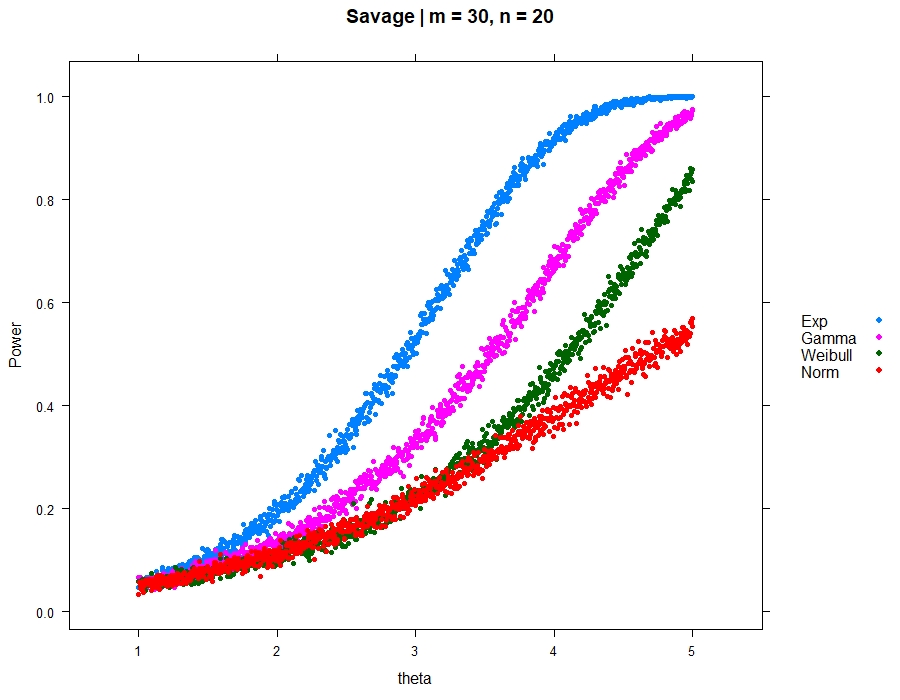 Savage | m = 30, n = 20
1.0
0.8
0.6
0.4
0.2
0.0
Power
1 2 3 4 5
theta
Exp
Gamma
Weibull
Norm